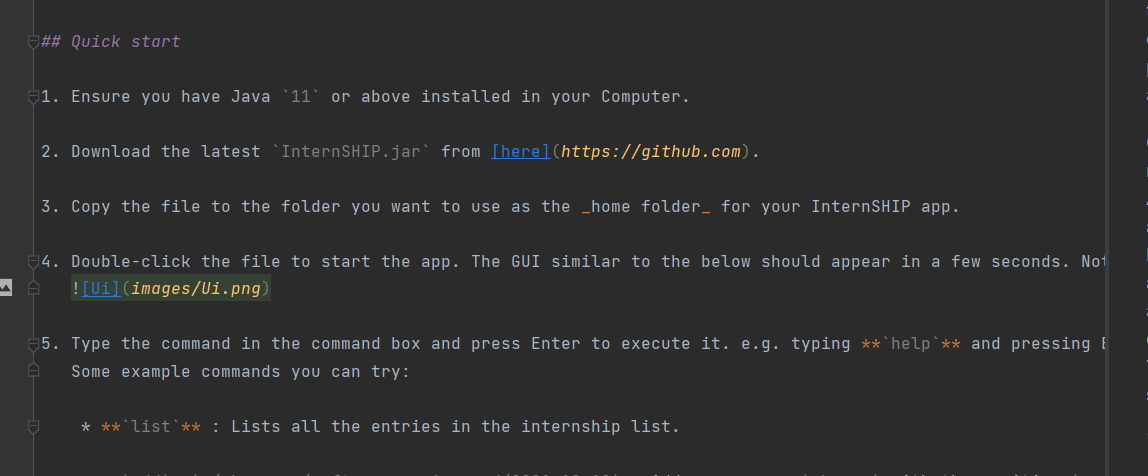 ## Quick start
1. Ensure you have Java `11` or above installed in your Computer.
2. Download the latest `InternSHIP.jar` from [here](https://github.com).
3. Copy the file to the folder you want to use as the _home folder_ for your InternSHIP app.
4. Double-click the file to start the app. The GUI similar to the below should appear in a few seconds.
![Ui](images/Ui.png)
5. Type the command in the command box and press Enter to execute it. e.g. typing **`help`** and pressing
Some example commands you can try:
* **`list`** : Lists all the entries in the internship list.